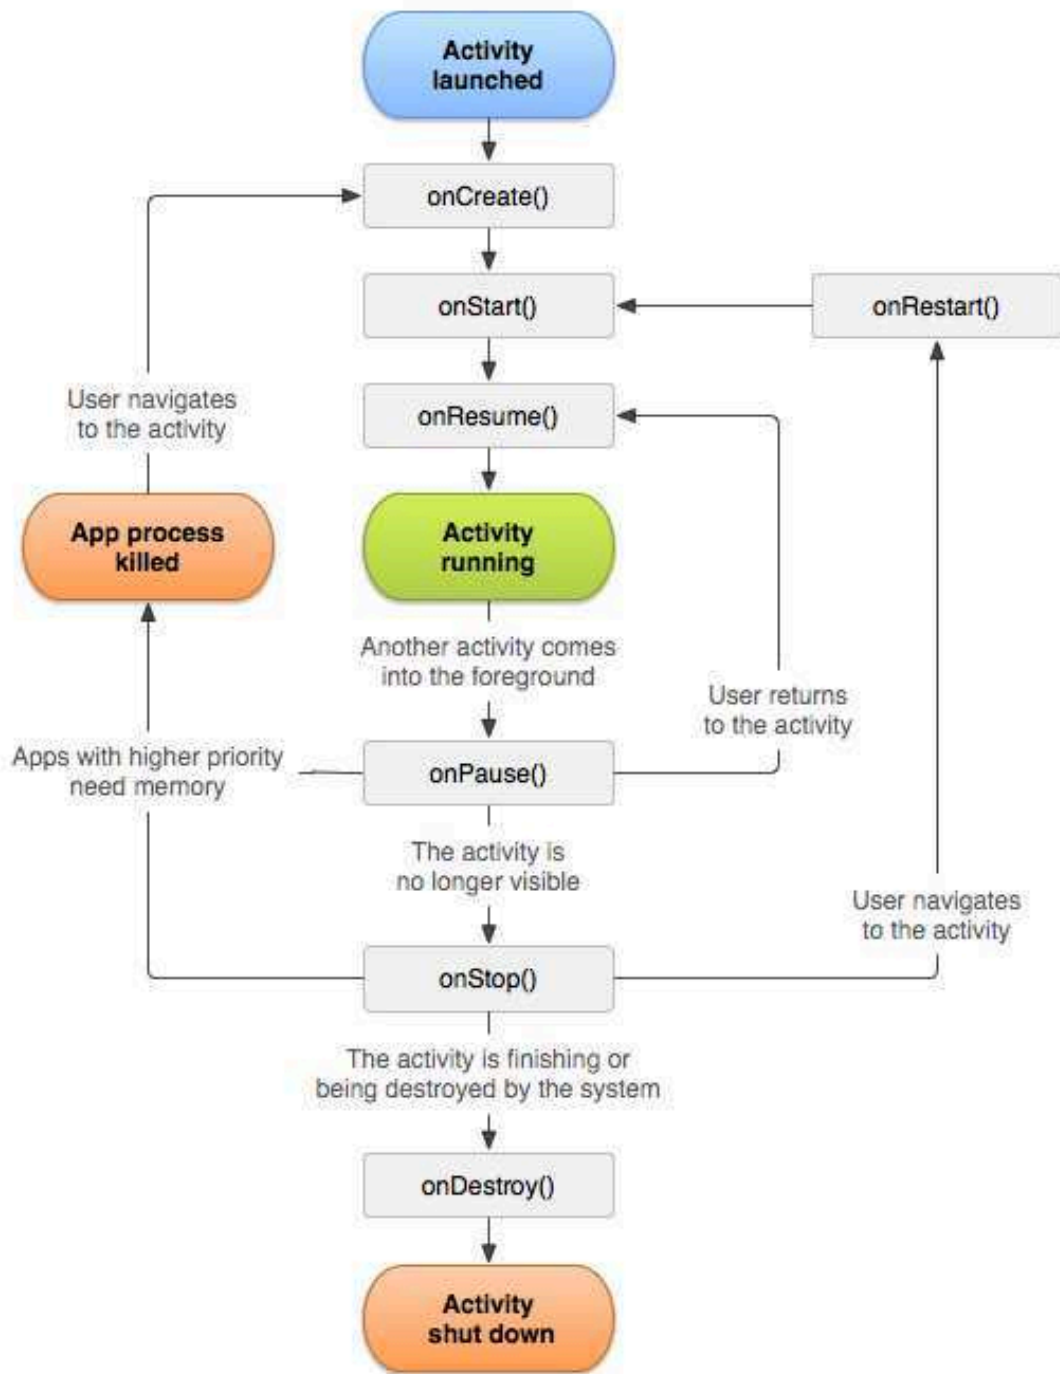 Activity
launched
onCreate()
onStart()
onRestart()
onResume()
User navigates
to the activity
App process
killed
Activity
running
Another activity comes
into the foreground
User returns
to the activity
Apps with higher priority
need memory
onPause()
The activity is
no longer visible
User navigates
to the activity
onStop()
The activity is finishing or
being destroyed by the system
onDestroy()
Activity
shut down